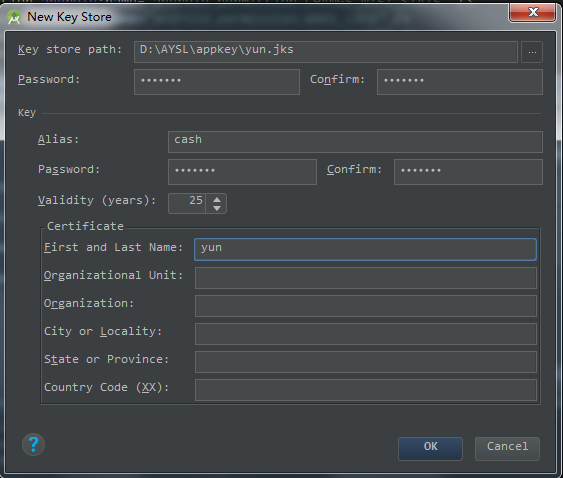 New Key Store
Key store path: D:\AYSL\appkey\yun.jks ...
Password: ••••••• Confirm: •••••••
Key
Alias: cash
Password: ••••••• Confirm: •••••••
Validity (years): 25
Certificate
First and Last Name: yun
Organizational Unit:
Organization:
City or Locality:
State or Province:
Country Code (XX):
? OK Cancel